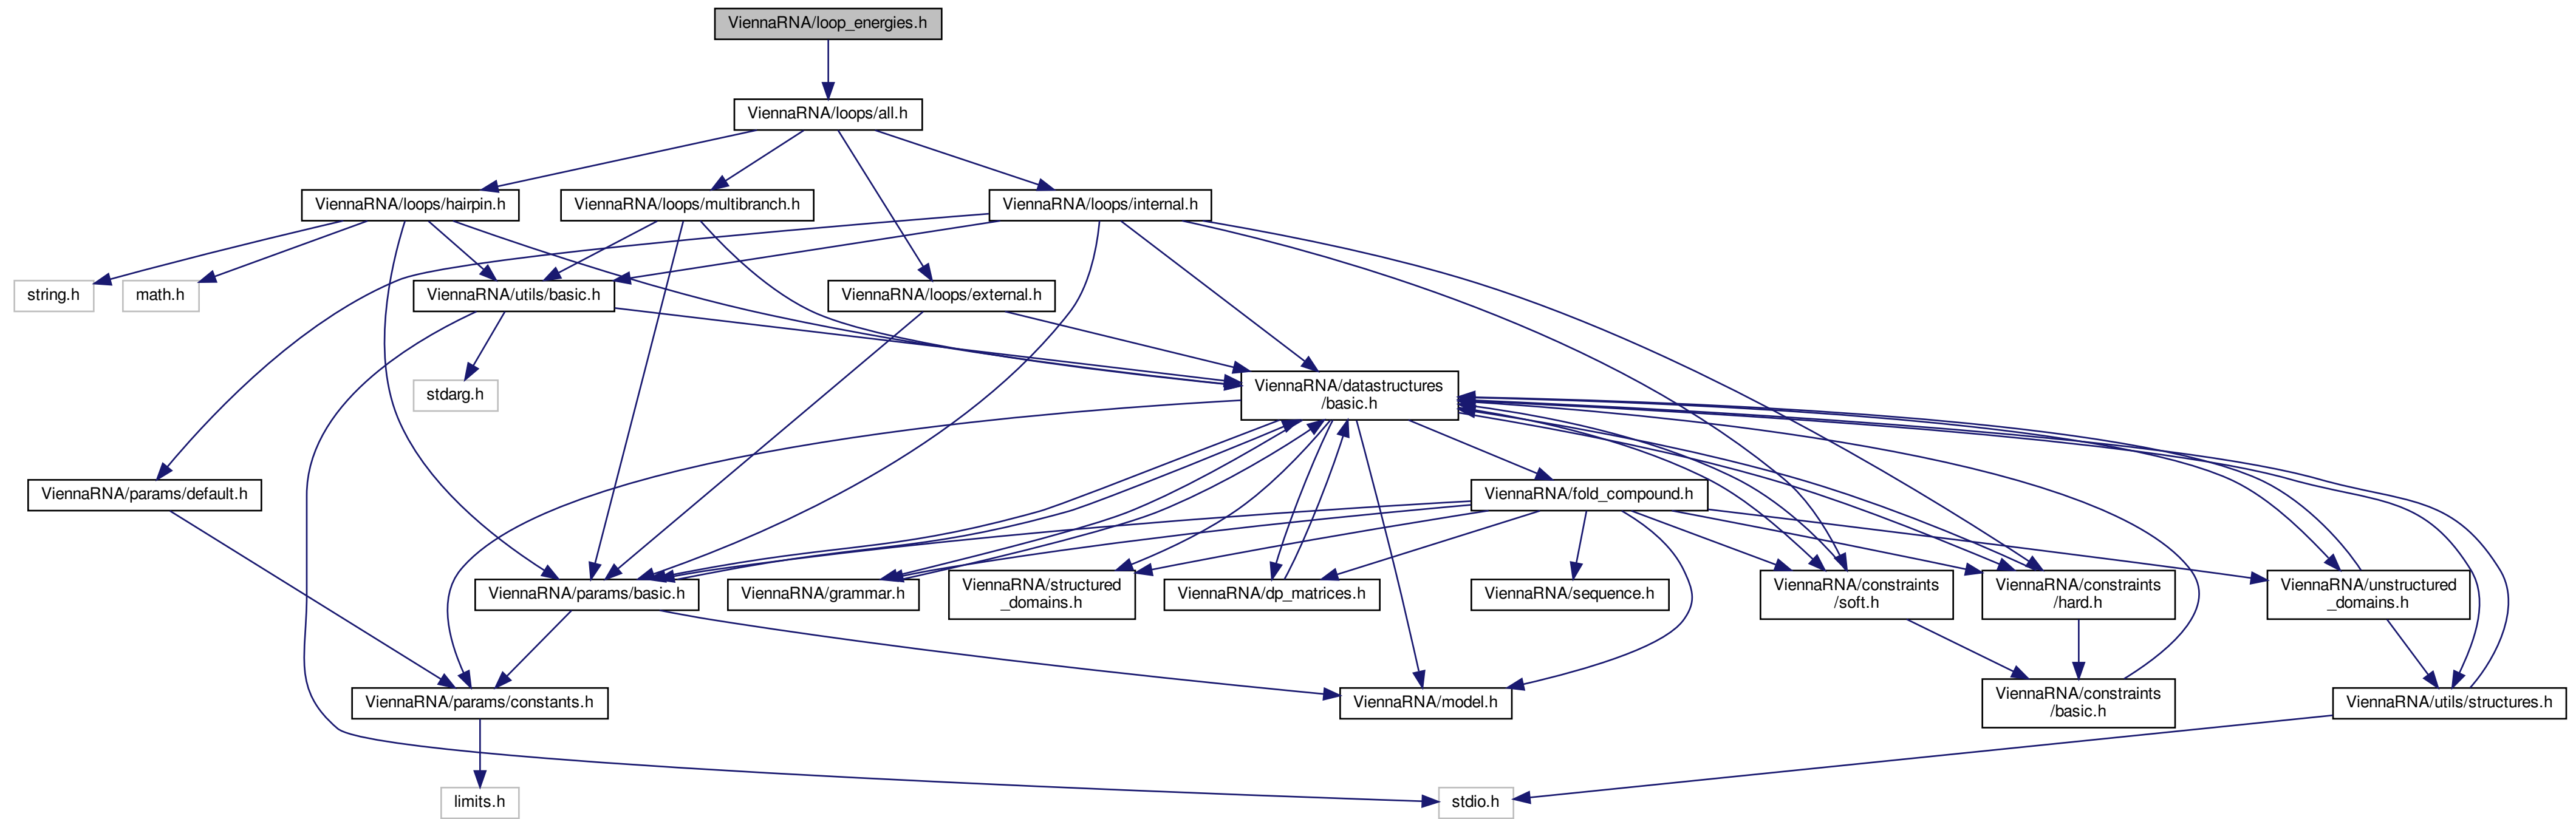 ViennaRNA/loop_energies.h
ViennaRNA/loops/all.h
ViennaRNA/loops/hairpin.h
ViennaRNA/loops/multibranch.h
ViennaRNA/loops/internal.h
string.h
math.h
ViennaRNA/utils/basic.h
ViennaRNA/loops/external.h
stdarg.h
ViennaRNA/datastructures
/basic.h
ViennaRNA/params/default.h
ViennaRNA/fold_compound.h
ViennaRNA/params/basic.h
ViennaRNA/grammar.h
ViennaRNA/structured
_domains.h
ViennaRNA/dp_matrices.h
ViennaRNA/sequence.h
ViennaRNA/constraints
/soft.h
ViennaRNA/constraints
/hard.h
ViennaRNA/unstructured
_domains.h
ViennaRNA/params/constants.h
ViennaRNA/model.h
ViennaRNA/constraints
/basic.h
ViennaRNA/utils/structures.h
limits.h
stdio.h